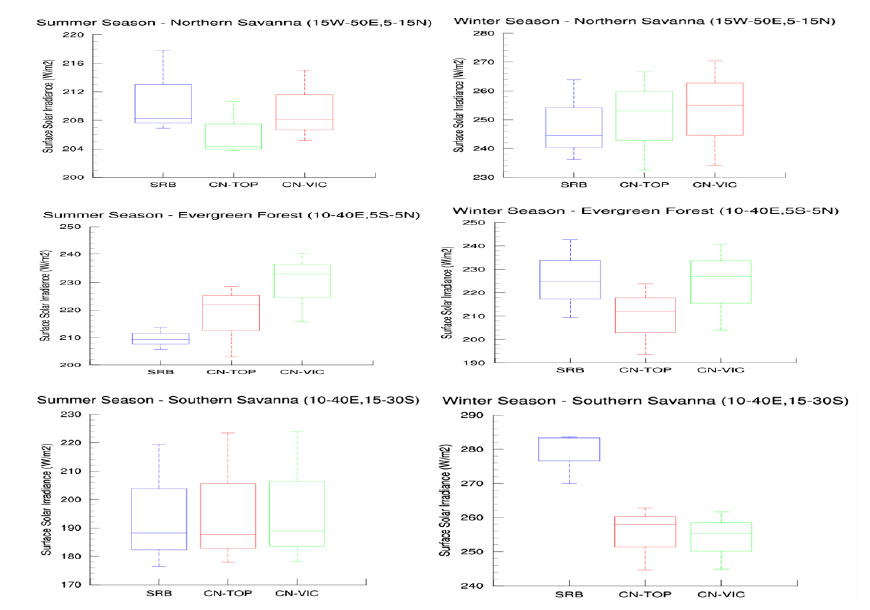 Summer Season - Northern Savanna (15W-50E,5-15N)
Surface Solar Irradiance (W/m2)
220
216
212
208
204
200
SRB CN-TOP CN-VIC
Winter Season - Northern Savanna (15W-50E,5-15N)
Surface Solar Irradiance (W/m2)
280
270
260
250
240
230
SRB CN-TOP CN-VIC
Summer Season - Evergreen Forest (10-40E,5S-5N)
Surface Solar Irradiance (W/m2)
250
240
230
220
210
200
SRB CN-TOP CN-VIC
Winter Season - Evergreen Forest (10-40E,5S-5N)
Surface Solar Irradiance (W/m2)
250
240
230
220
210
200
190
SRB CN-TOP CN-VIC
Summer Season - Southern Savanna (10-40E,15-30S)
Surface Solar Irradiance (W/m2)
230
220
210
200
190
180
170
SRB CN-TOP CN-VIC
Winter Season - Southern Savanna (10-40E,15-30S)
Surface Solar Irradiance (W/m2)
290
280
270
260
250
240
SRB CN-TOP CN-VIC